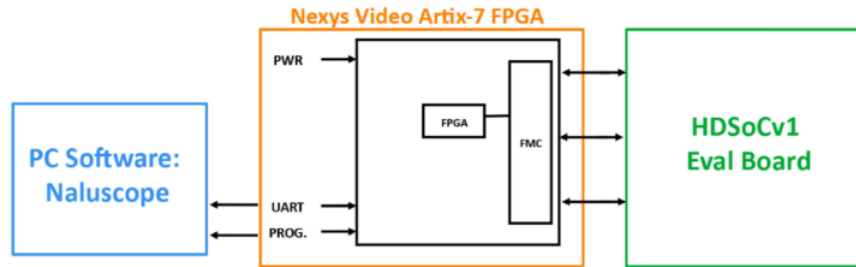 Nexys Video Artix-7 FPGA
PWR
FPGA
FMC
HDSoCv1
Eval Board
PC Software:
Naluscope
UART
PROG.